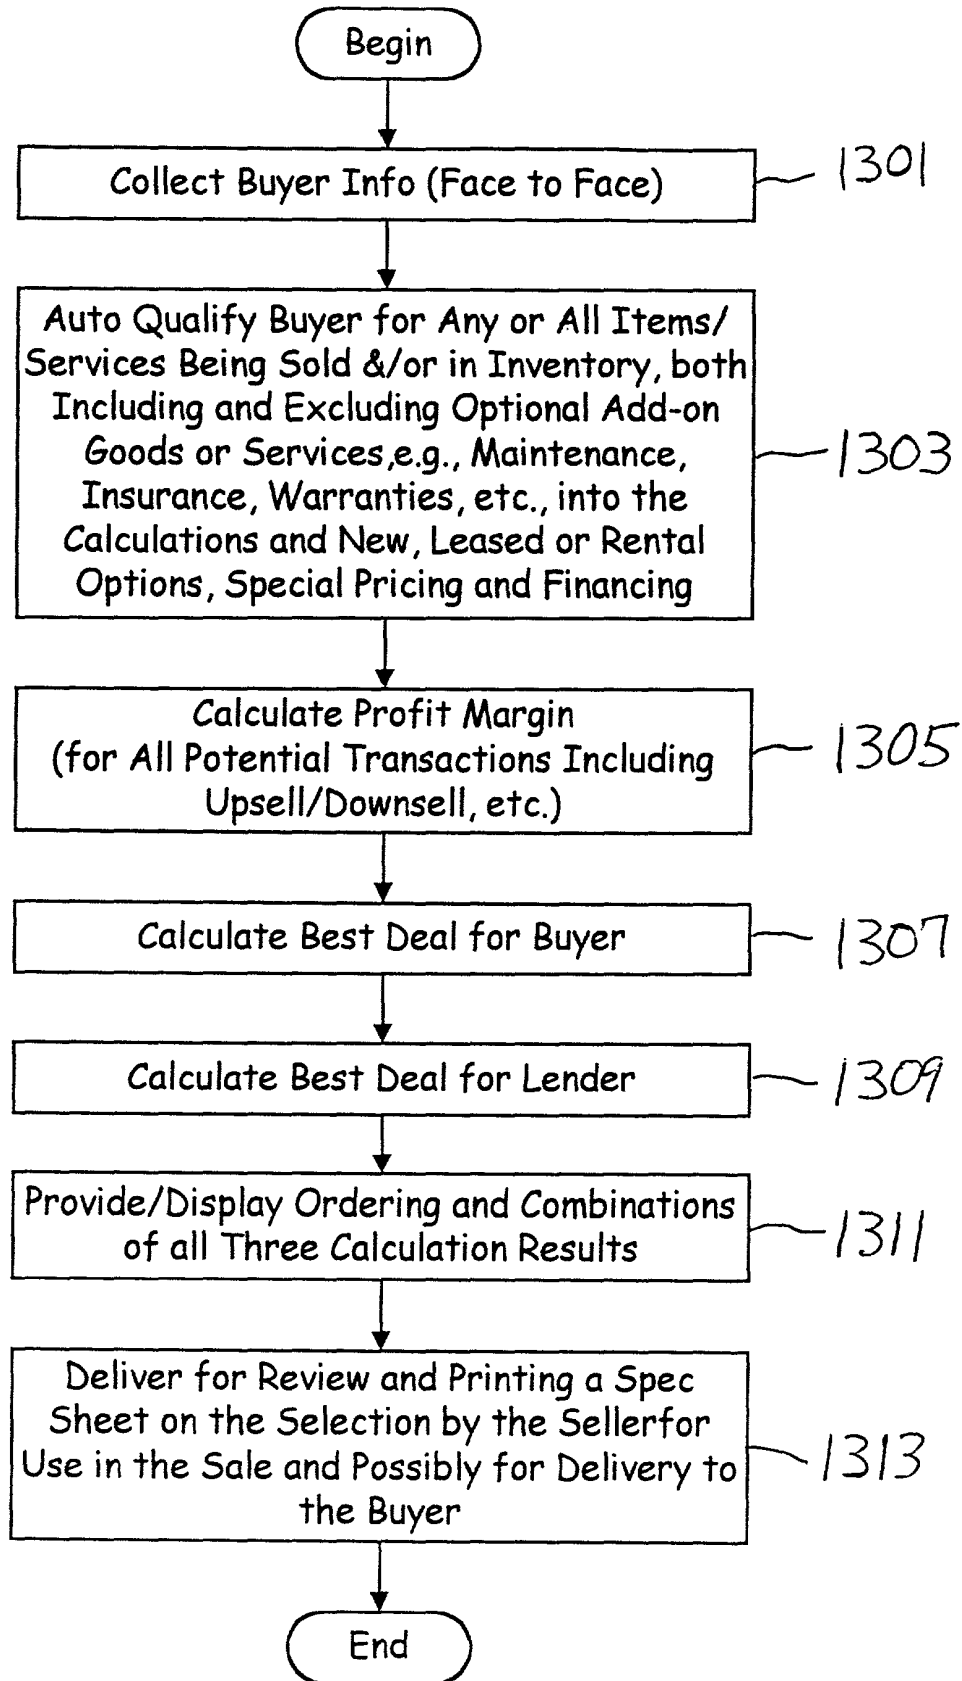 Begin
Collect Buyer Info (Face to Face)
1301
Auto Qualify Buyer for Any or All Items/
Services Being Sold &/or in Inventory, both
Including and Excluding Optional Add-on
Goods or Services,e.g., Maintenance,
Insurance, Warranties, etc., into the
Calculations and New, Leased or Rental
Options, Special Pricing and Financing
1303
Calculate Profit Margin
(for All Potential Transactions Including
Upsell/Downsell, etc.)
1305
Calculate Best Deal for Buyer
1307
Calculate Best Deal for Lender
1309
Provide/Display Ordering and Combinations
of all Three Calculation Results
1311
Deliver for Review and Printing a Spec
Sheet on the Selection by the Sellerfor
Use in the Sale and Possibly for Delivery to
the Buyer
1313
End